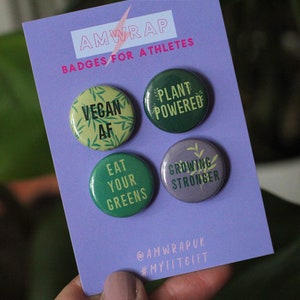 AMWRAP
BADGES FOR ATHLETES
VEGAN
AF
PLANT
POWERED
EAT
YOUR
GREENS
GROWING
STRONGER
@AMWRAPUK
#MYFITGIFT